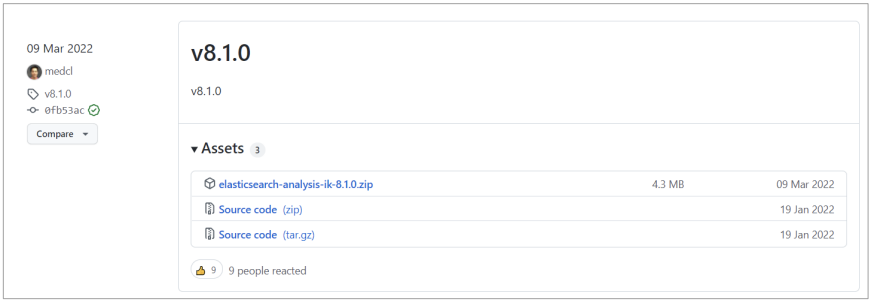 09 Mar 2022
medcl
v8.1.0
0fb53ac
Compare
v8.1.0
v8.1.0
Assets 3
elasticsearch-analysis-ik-8.1.0.zip 4.3 MB 09 Mar 2022
Source code (zip) 19 Jan 2022
Source code (tar.gz) 19 Jan 2022
9 9 people reacted